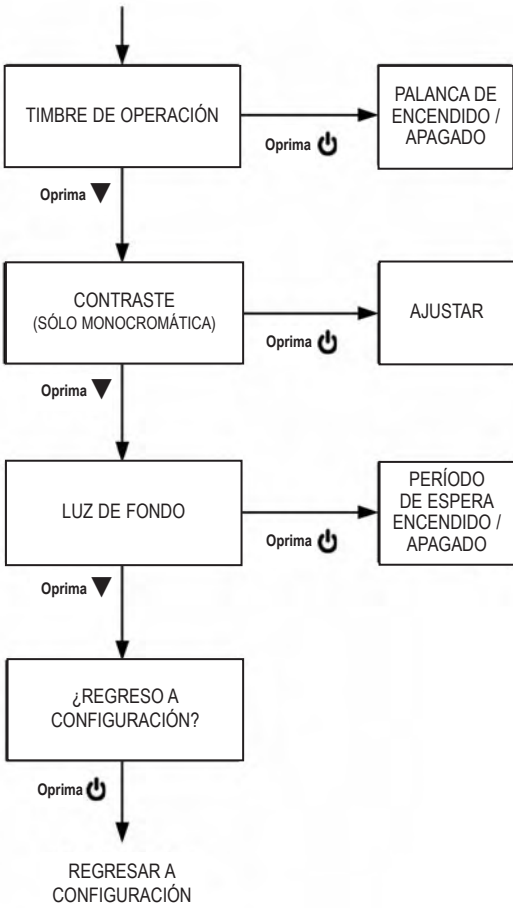 TIMBRE DE OPERACIÓN
Oprima
PALANCA DE
ENCENDIDO /
APAGADO
Oprima
CONTRASTE
(SÓLO MONOCROMÁTICA)
Oprima
AJUSTAR
Oprima
LUZ DE FONDO
Oprima
PERÍODO
DE ESPERA
ENCENDIDO /
APAGADO
Oprima
¿REGRESO A
CONFIGURACIÓN?
Oprima
REGRESAR A
CONFIGURACIÓN